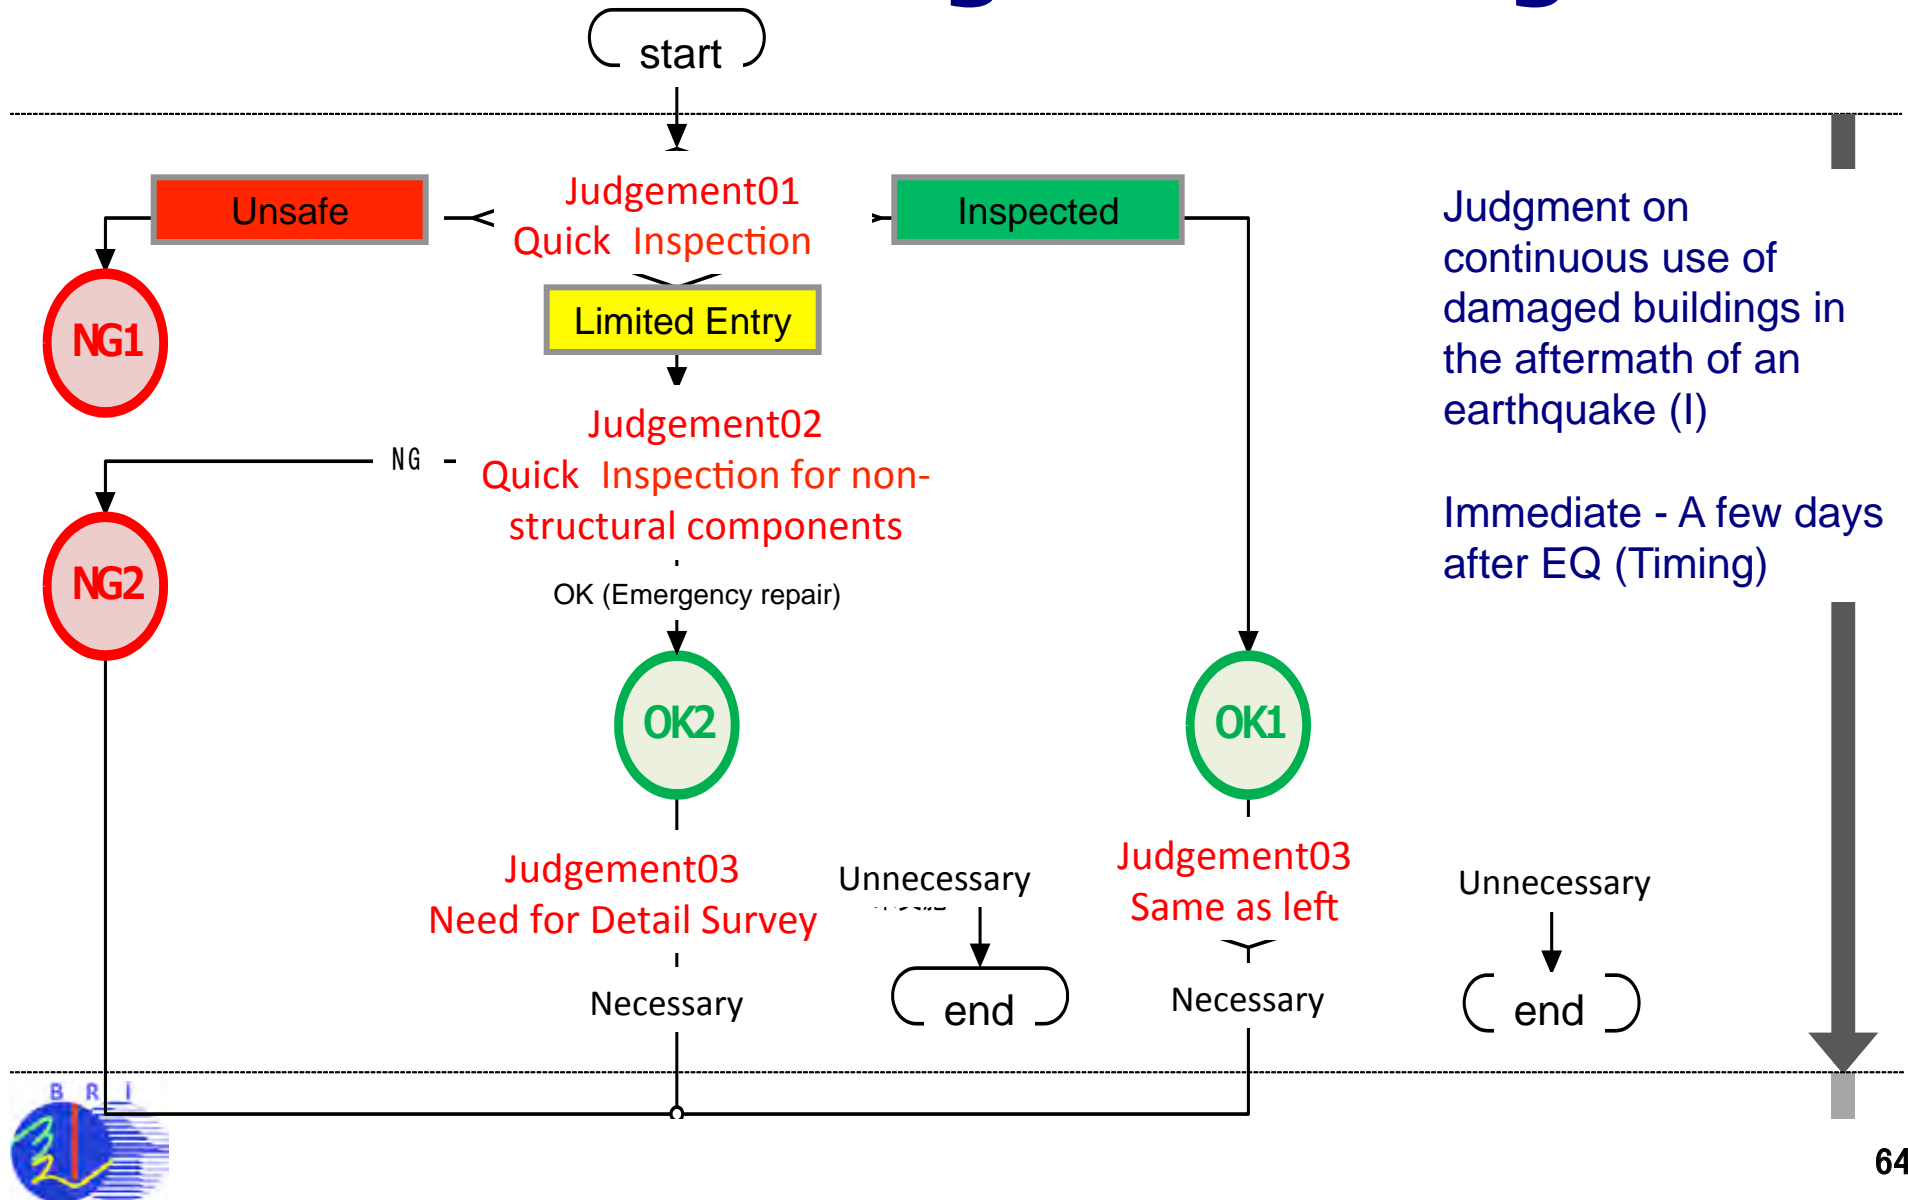 start
Unsafe
Judgement01
Quick Inspection
Inspected
Limited Entry
NG1
Judgement02
Quick Inspection for non-
structural components
NG
NG2
OK (Emergency repair)
OK2
OK1
Judgement03
Need for Detail Survey
Unnecessary
end
Necessary
Judgement03
Same as left
Necessary
Unnecessary
end
Judgment on
continuous use of
damaged buildings in
the aftermath of an
earthquake (I)
Immediate - A few days
after EQ (Timing)
B R I
64